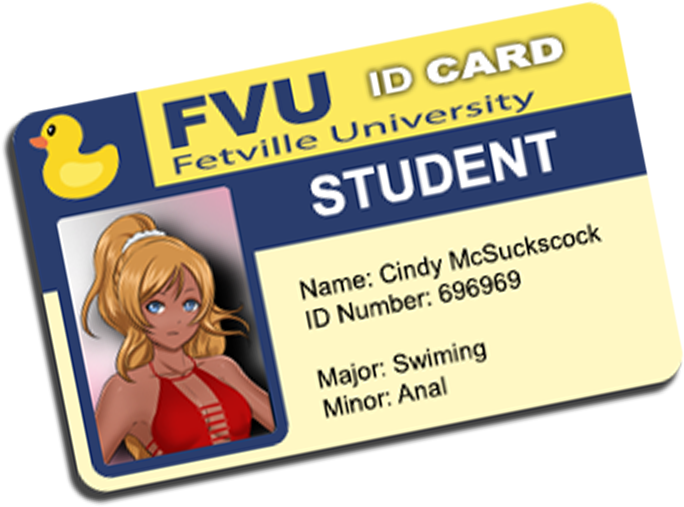 FVU ID CARD
Fetville University
STUDENT
Name: Cindy McSuckscock
ID Number: 696969
Major: Swiming
Minor: Anal